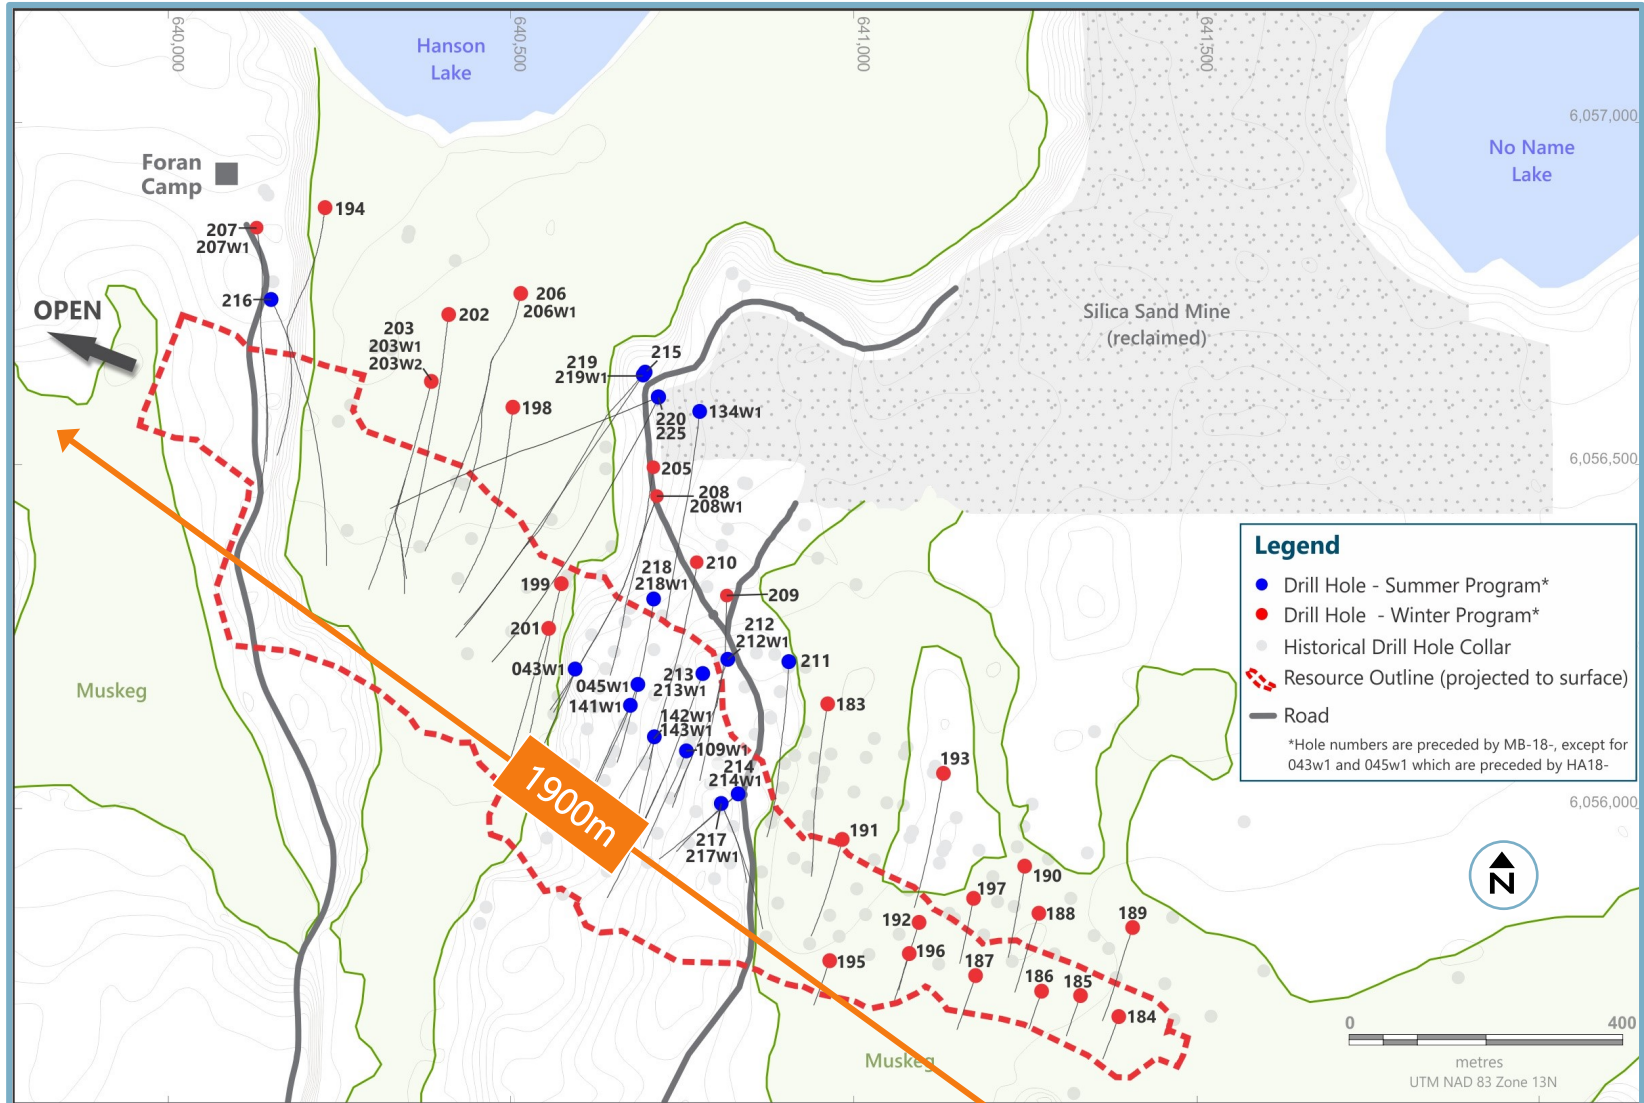 640,000
640,500
641,000
641,500
Hanson
Lake
6,057,000
No Name
Lake
Foran
Camp
194
207
207W1
216
OPEN
206
206W1
202
203
203W1
203W2
Silica Sand Mine
(reclaimed)
215
219
219W1
198
134W1
220
225
6,056,500
205
208
208W1
210
218
218W1
199
209
212
212W1
201
211
043W1
213
213W1
045W1
141W1
Muskeg
183
142W1
143W1
109W1
193
214
214W1
1900m
6,056,000
191
217
217W1
190
197
188
189
192
196
195
187
186
185
184
Muskeg
Legend
Drill Hole - Summer Program*
Drill Hole - Winter Program*
Historical Drill Hole Collar
Resource Outline (projected to surface)
Road
*Hole numbers are preceded by MB-18-, except for
043w1 and 045w1 which are preceded by HA18-
N
0 400
metres
UTM NAD 83 Zone 13N